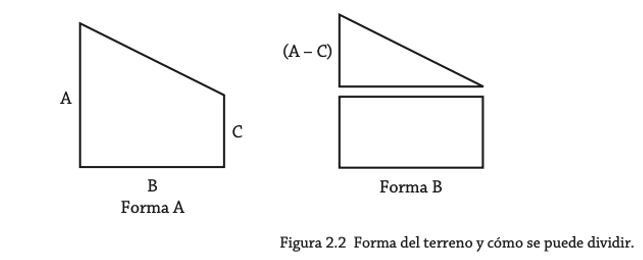 A
C
B
Forma A
(A – C)
Forma B
Figura 2.2 Forma del terreno y cómo se puede dividir.